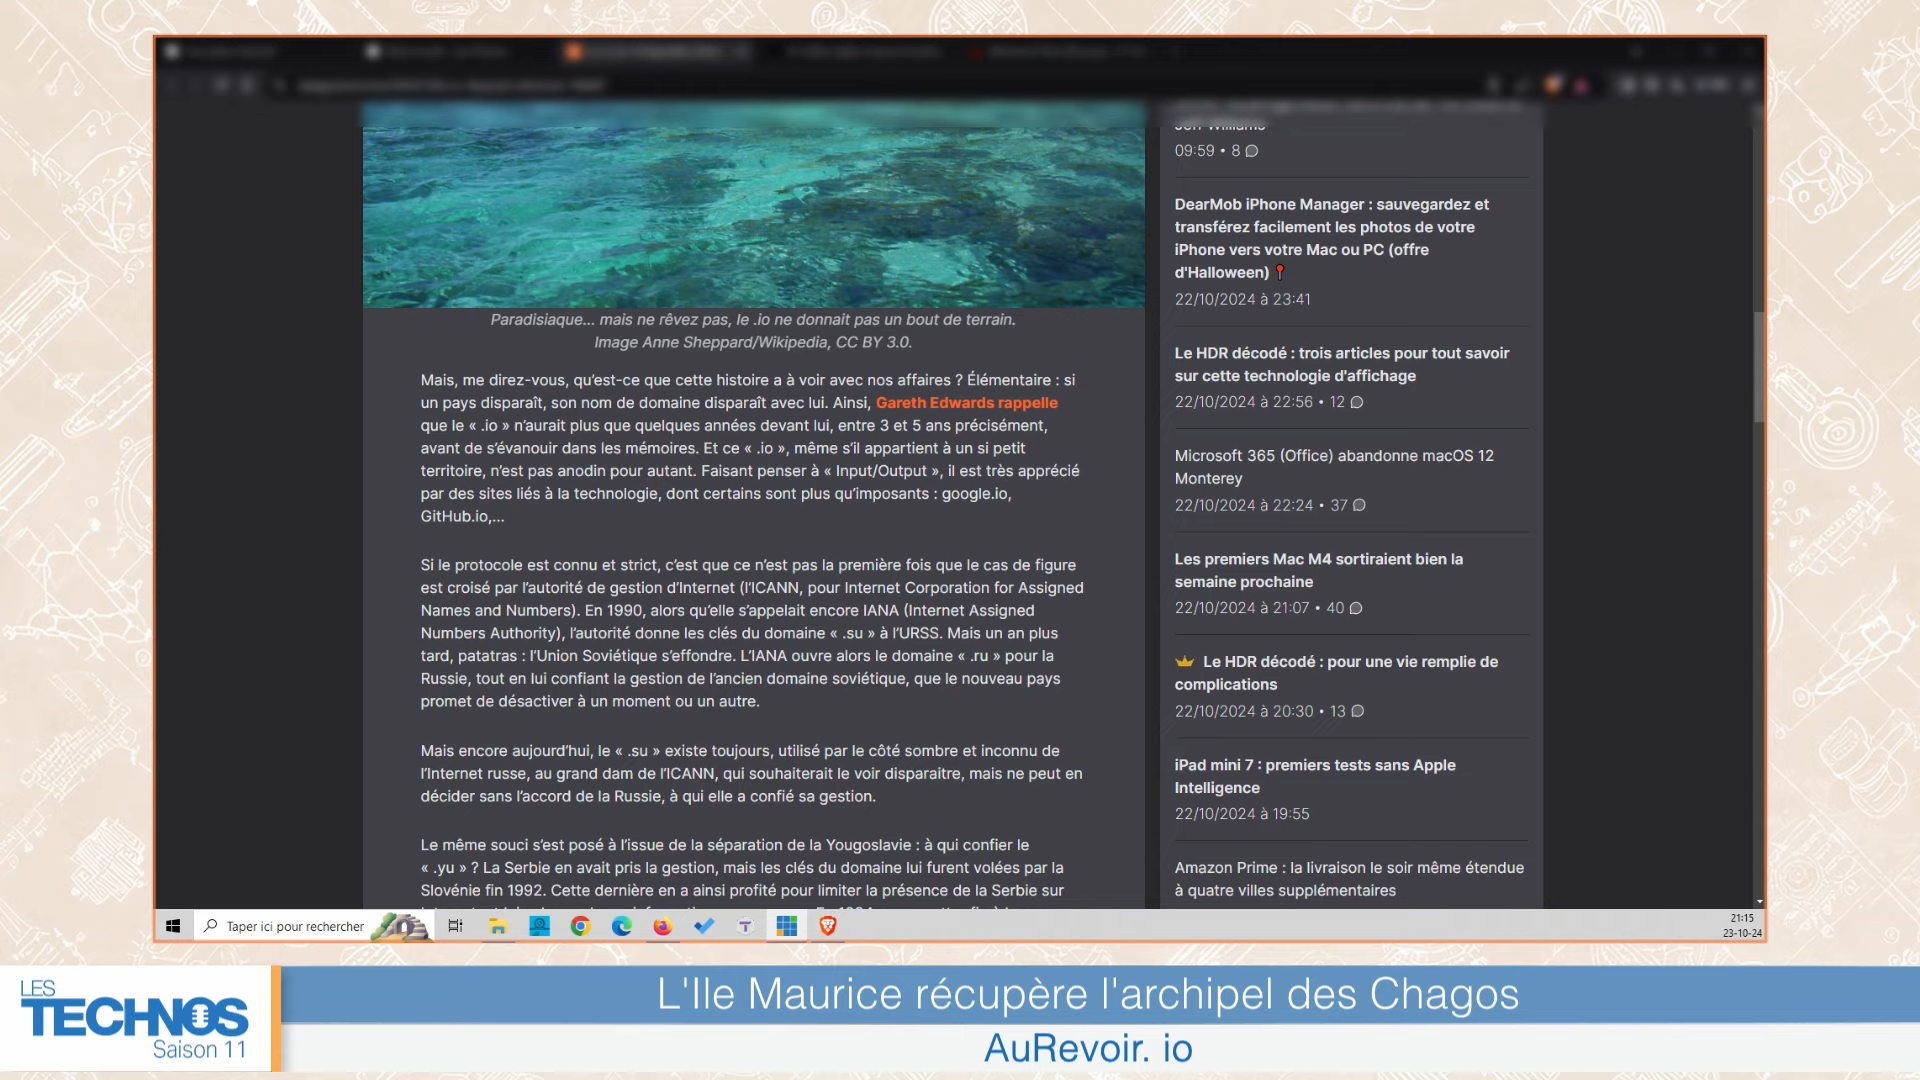 Jeff Williams
09:59 • 8
DearMob iPhone Manager : sauvegardez et
transférez facilement les photos de votre
iPhone vers votre Mac ou PC (offre
d'Halloween)
22/10/2024 à 23:41
Le HDR décodé : trois articles pour tout savoir
sur cette technologie d'affichage
22/10/2024 à 22:56 • 12
Microsoft 365 (Office) abandonne macOS 12
Monterey
22/10/2024 à 22:24 • 37
Les premiers Mac M4 sortiraient bien la
semaine prochaine
22/10/2024 à 21:07 • 40
Le HDR décodé : pour une vie remplie de
complications
22/10/2024 à 20:30 • 13
iPad mini 7 : premiers tests sans Apple
Intelligence
22/10/2024 à 19:55
Amazon Prime : la livraison le soir même étendue
à quatre villes supplémentaires
Paradisiaque... mais ne rêvez pas, le .io ne donnait pas un bout de terrain.
Image Anne Sheppard/Wikipedia, CC BY 3.0.
Mais, me direz-vous, qu’est-ce que cette histoire a à voir avec nos affaires ? Élémentaire : si
un pays disparaît, son nom de domaine disparaît avec lui. Ainsi, Gareth Edwards rappelle
que le « .io » n’aurait plus que quelques années devant lui, entre 3 et 5 ans précisément,
avant de s’évanouir dans les mémoires. Et ce « .io », même s’il appartient à un si petit
territoire, n’est pas anodin pour autant. Faisant penser à « Input/Output », il est très apprécié
par des sites liés à la technologie, dont certains sont plus qu’imposants : google.io,
GitHub.io,...
Si le protocole est connu et strict, c’est que ce n’est pas la première fois que le cas de figure
est croisé par l’autorité de gestion d’Internet (l’ICANN, pour Internet Corporation for Assigned
Names and Numbers). En 1990, alors qu’elle s’appelait encore IANA (Internet Assigned
Numbers Authority), l’autorité donne les clés du domaine « .su » à l’URSS. Mais un an plus
tard, patatras : l’Union Soviétique s’effondre. L’IANA ouvre alors le domaine « .ru » pour la
Russie, tout en lui confiant la gestion de l’ancien domaine soviétique, que le nouveau pays
promet de désactiver à un moment ou un autre.
Mais encore aujourd’hui, le « .su » existe toujours, utilisé par le côté sombre et inconnu de
l’Internet russe, au grand dam de l’ICANN, qui souhaiterait le voir disparaitre, mais ne peut en
décider sans l’accord de la Russie, à qui elle a confié sa gestion.
Le même souci s’est posé à l’issue de la séparation de la Yougoslavie : à qui confier le
« .yu » ? La Serbie en avait pris la gestion, mais les clés du domaine lui furent volées par la
Slovénie fin 1992. Cette dernière en a ainsi profité pour limiter la présence de la Serbie sur
Taper ici pour rechercher
21:15
23-10-24
LES
TECHNOS
Saison 11
L'Ile Maurice récupère l'archipel des Chagos
AuRevoir. io